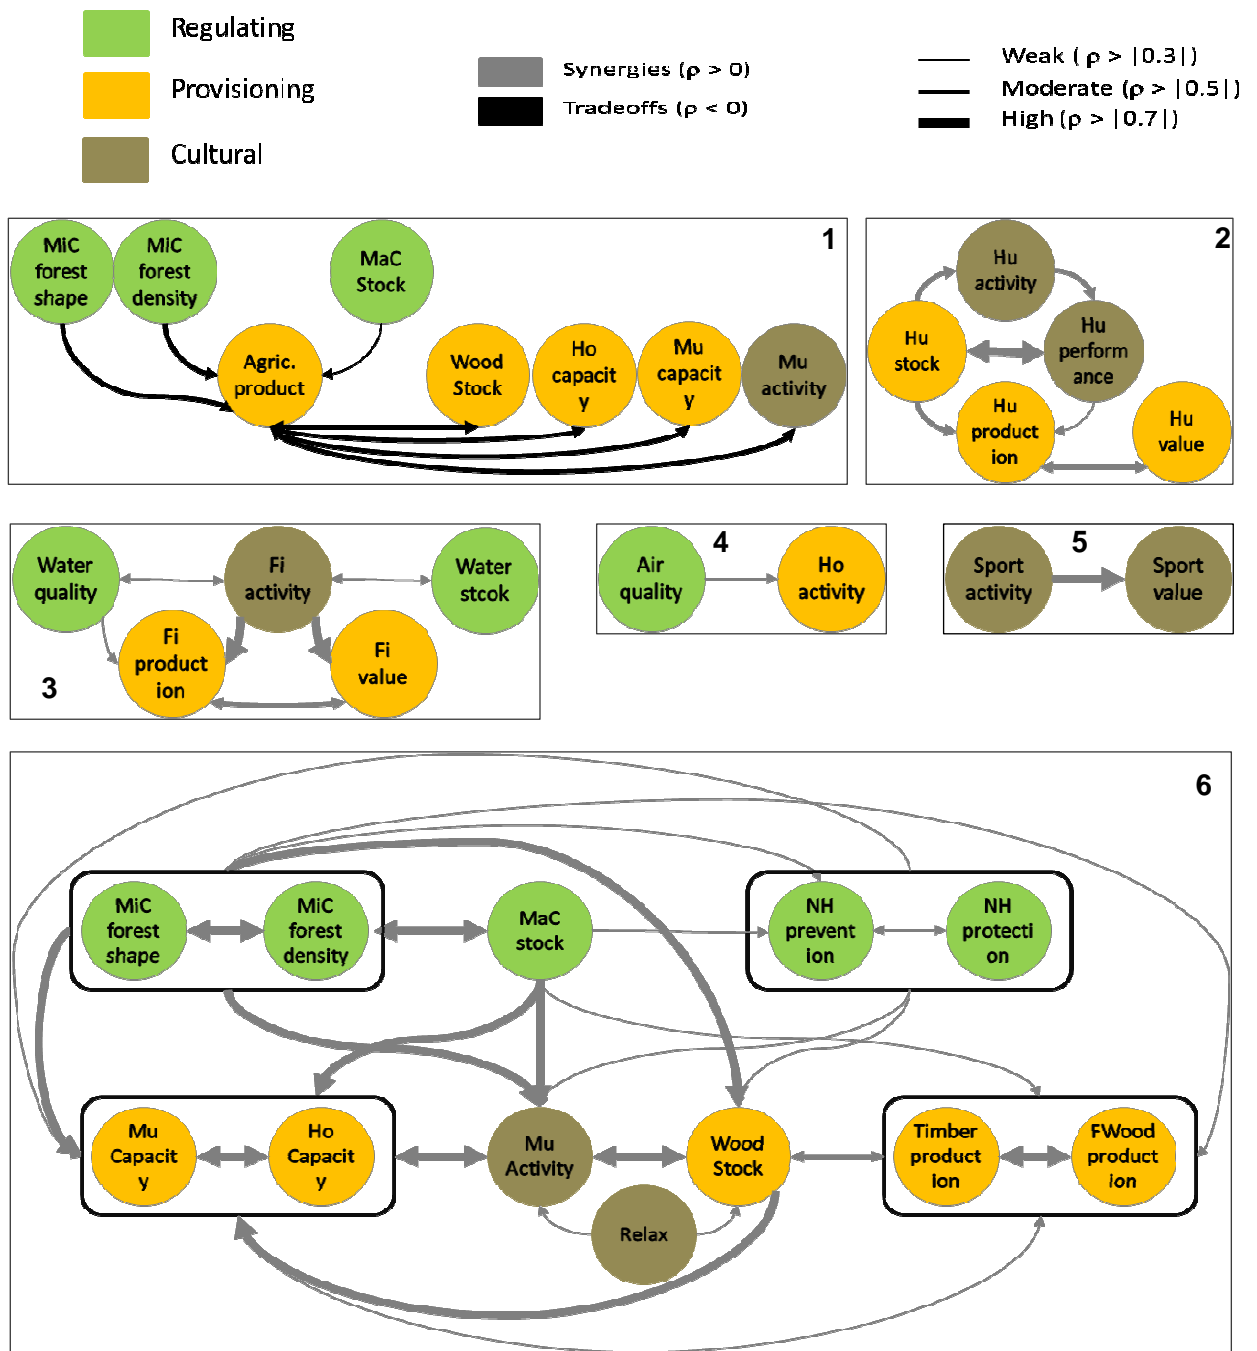 Regulating
Provisioning
Cultural
Synergies (ρ > 0)
Tradeoffs (ρ < 0)
Weak ( ρ > |0.3|)
Moderate (ρ > |0.5|)
High (ρ > |0.7|)
1
MiC
forest
shape
MiC
forest
density
MaC
Stock
Agric.
product
Wood
Stock
Ho
capacit
y
Mu
capacit
y
Mu
activity
2
Hu
activity
Hu
stock
Hu
perform
ance
Hu
product
ion
Hu
value
Water
quality
Fi
activity
Water
stcok
Fi
product
ion
Fi
value
3
Air
quality
4
Ho
activity
Sport
activity
5
Sport
value
6
MiC
forest
shape
MiC
forest
density
MaC
stock
NH
prevent
ion
NH
protecti
on
Mu
Capacit
y
Ho
Capacit
y
Mu
Activity
Wood
Stock
Timber
product
ion
FWood
product
ion
Relax